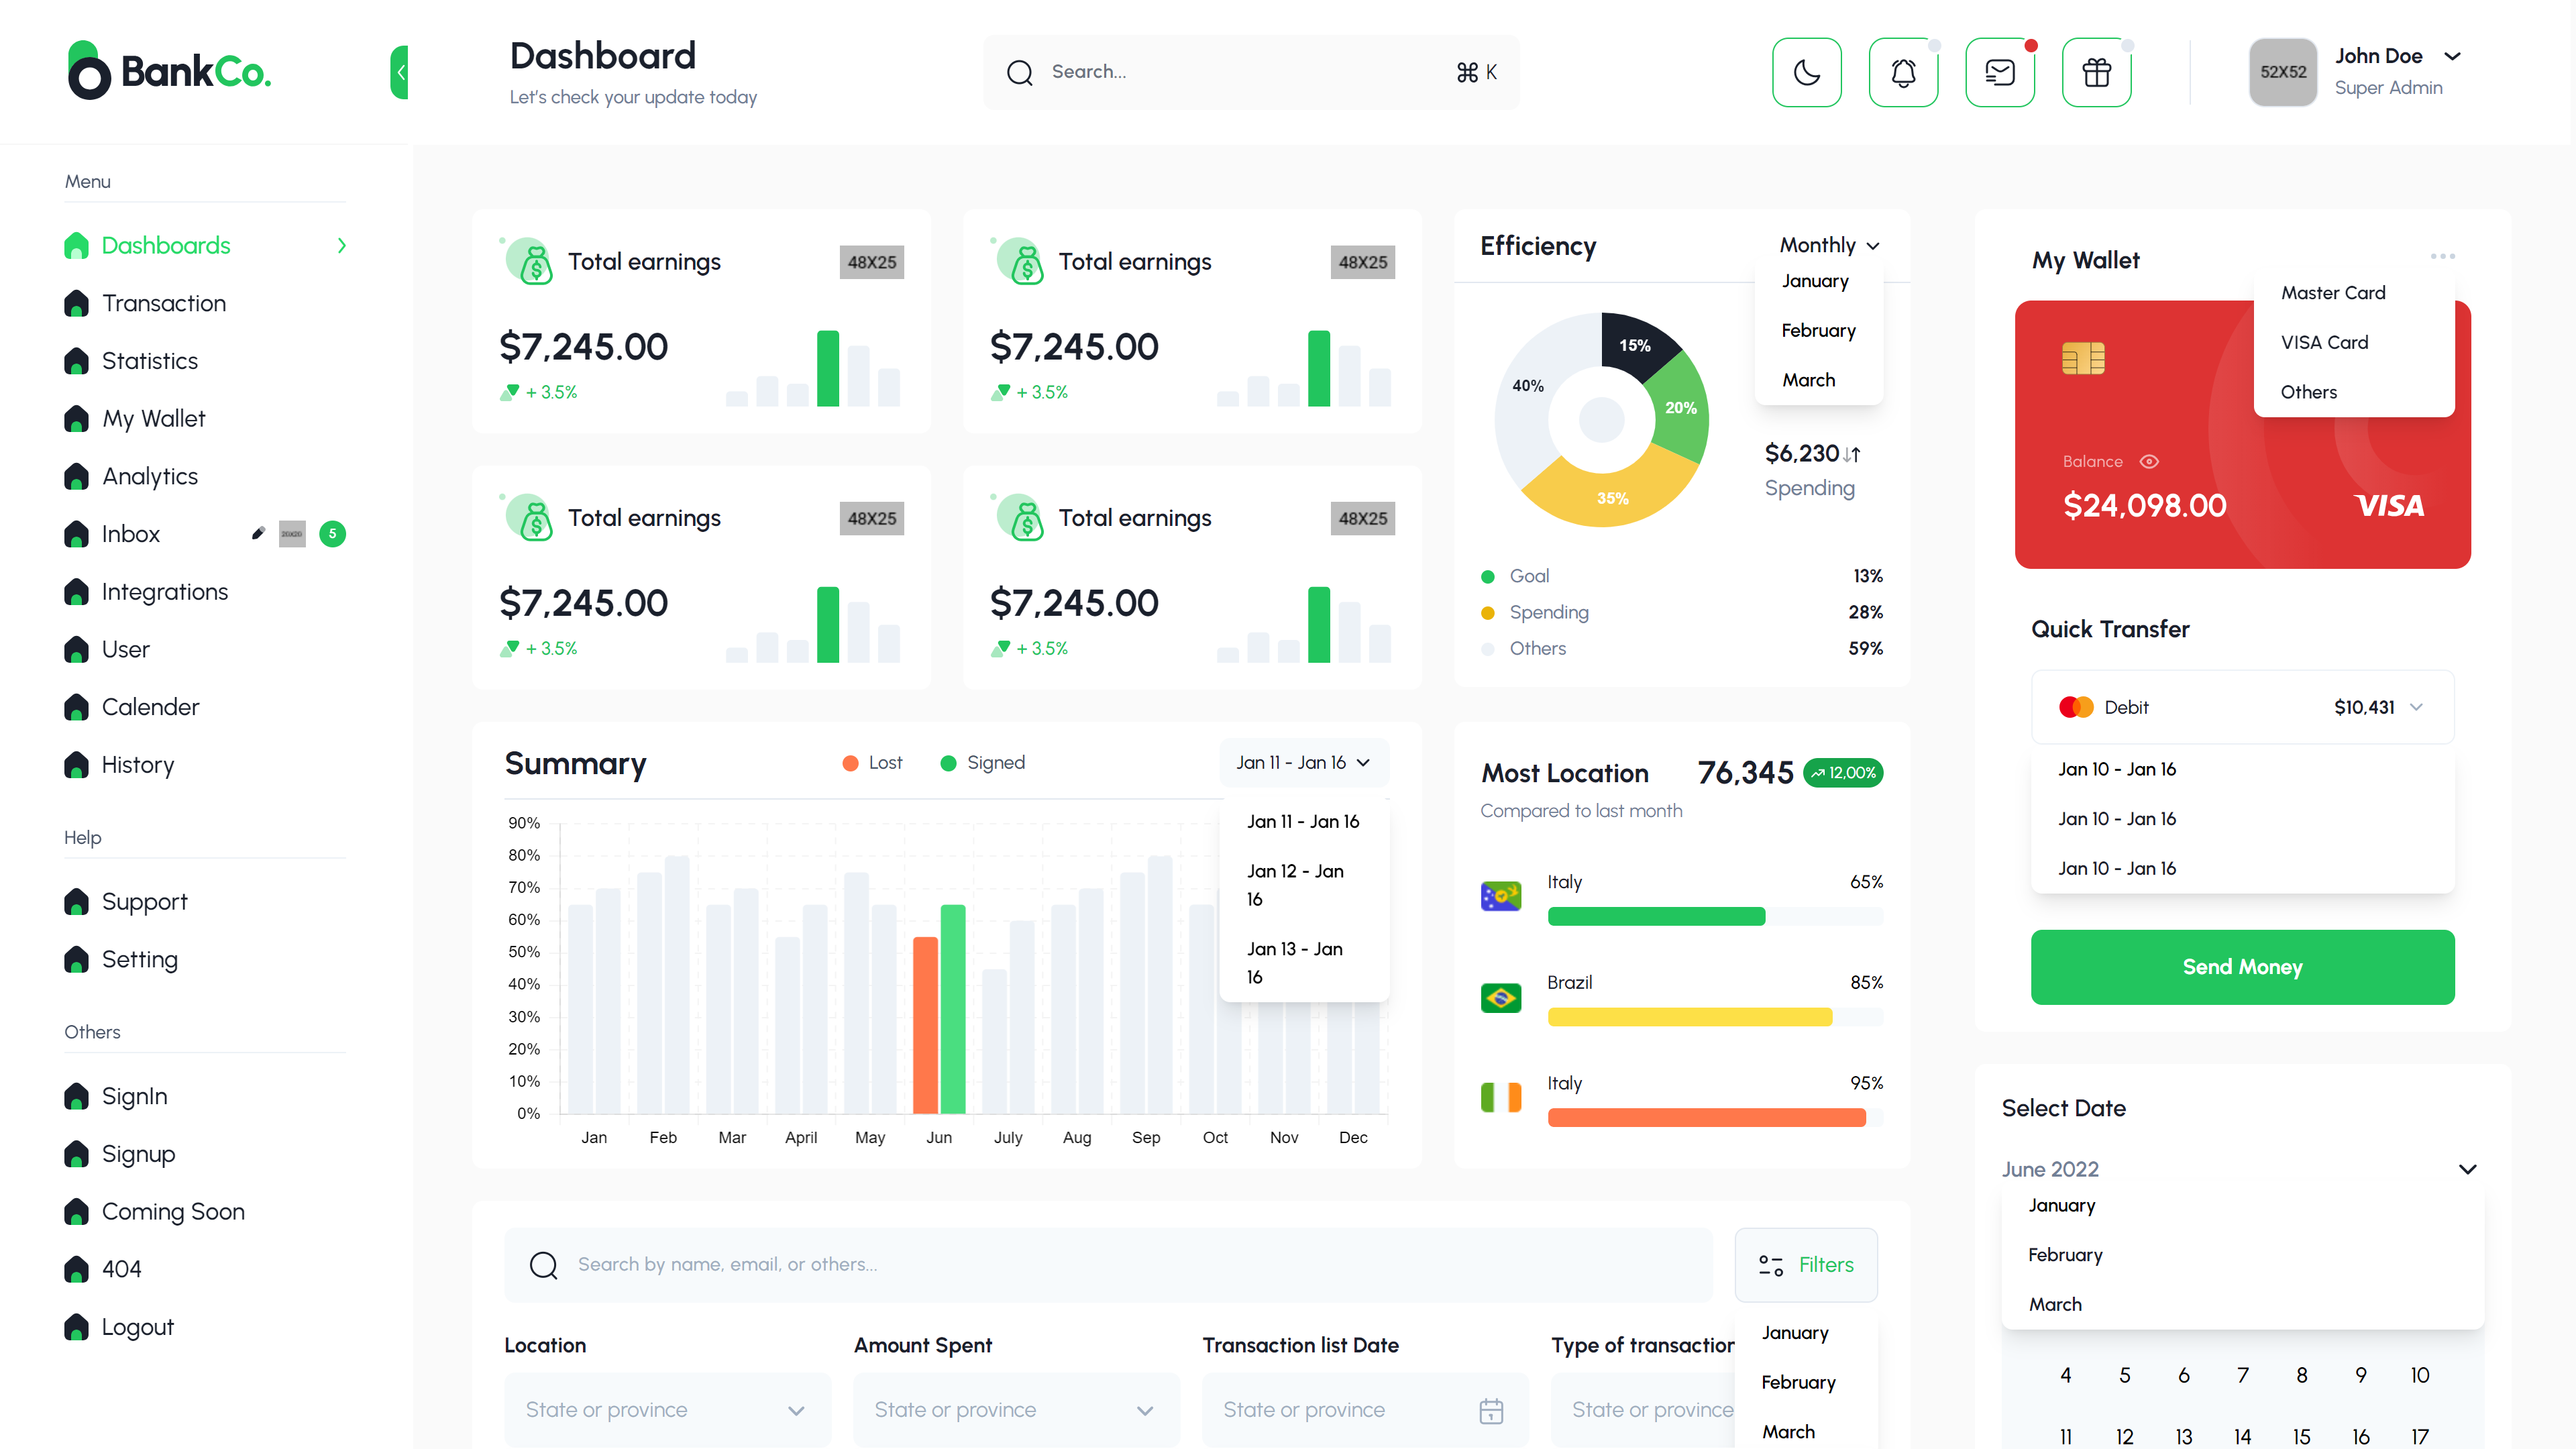 BankCo.
Dashboard
Let's check your update today
Search...
⌘ K
John Doe
Super Admin
52X52
Menu
Dashboards
Transaction
Statistics
My Wallet
Analytics
Inbox
20X20
5
Integrations
User
Calender
History
Help
Support
Setting
Others
SignIn
Signup
Coming Soon
404
Logout
Total earnings
48X25
$7,245.00
+ 3.5%
Total earnings
48X25
$7,245.00
+ 3.5%
Total earnings
48X25
$7,245.00
+ 3.5%
Total earnings
48X25
$7,245.00
+ 3.5%
Efficiency
Monthly
January
February
March
15%
20%
35%
40%
$6,230
Spending
Goal 13%
Spending 28%
Others 59%
Summary
Lost
Signed
Jan 11 - Jan 16
Jan 11 - Jan 16
Jan 12 - Jan
16
Jan 13 - Jan
16
90%
80%
70%
60%
50%
40%
30%
20%
10%
0%
Jan Feb Mar April May Jun July Aug Sep Oct Nov Dec
Most Location
76,345
12,00%
Compared to last month
Italy 65%
Brazil 85%
Italy 95%
Search by name, email, or others...
Filters
January
February
March
Location
State or province
Amount Spent
State or province
Transaction list Date
State or province
Type of transaction
State or province
My Wallet
Master Card
VISA Card
Others
Balance
$24,098.00
VISA
Quick Transfer
Debit
$10,431
Jan 10 - Jan 16
Jan 10 - Jan 16
Jan 10 - Jan 16
Send Money
Select Date
June 2022
January
February
March
4 5 6 7 8 9 10
11 12 13 14 15 16 17